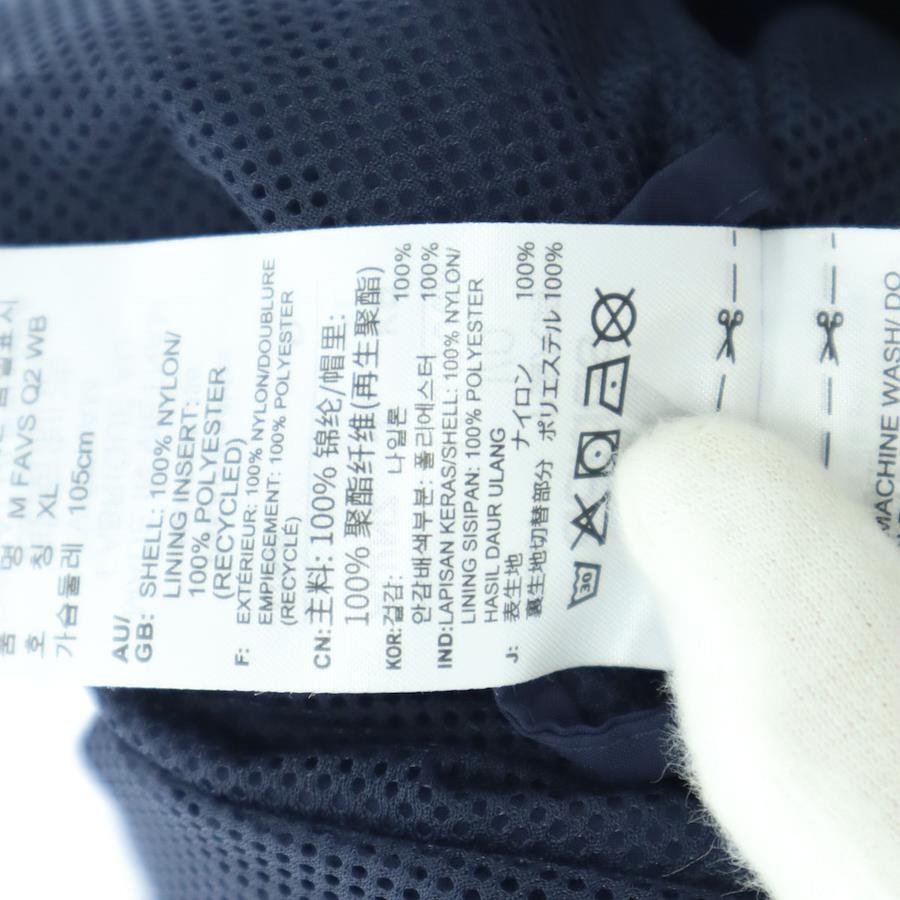 M FAVS Q2 WB
XL
가슴둘레 105cm
AU/
GB: SHELL: 100% NYLON/
LINING INSERT:
100% POLYESTER
(RECYCLED)
F: EXTÉRIEUR: 100% NYLON/DOUBLURE
EMPIECEMENT: 100% POLYESTER
(RECYCLÉ)
CN:主料: 100% 锦纶/帽里:
100% 聚酯纤维(再生聚酯)
KOR:겉감: 나일론 100%
안감배색부분: 폴리에스터 100%
IND:LAPISAN KERAS/SHELL: 100% NYLON/
LINING SISIPAN: 100% POLYESTER
HASIL DAUR ULANG
J: 表生地 ナイロン 100%
裏生地切替部分 ポリエステル 100%
30
MACHINE WASH/ DO